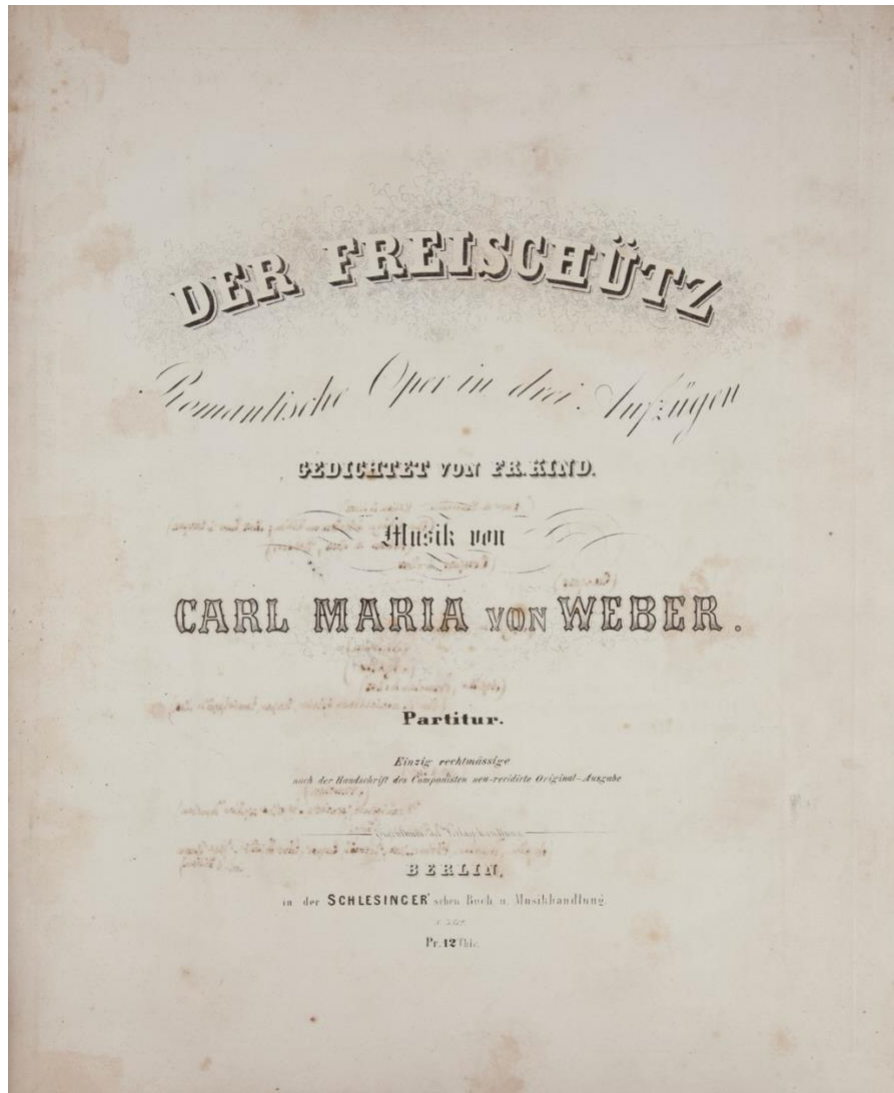 DER FREISCHÜTZ
Romantische Oper in drei Aufzügen
GEDICHTET VON FR. KIND.
Musik von
CARL MARIA VON WEBER.
Partitur.
Einzig rechtmässige
nach der Handschrift des Componisten neu-revidirte Original-Ausgabe
BERLIN,
in der SCHLESINGER'schen Buch u. Musikhandlung.
Pr. 12 Thlr.